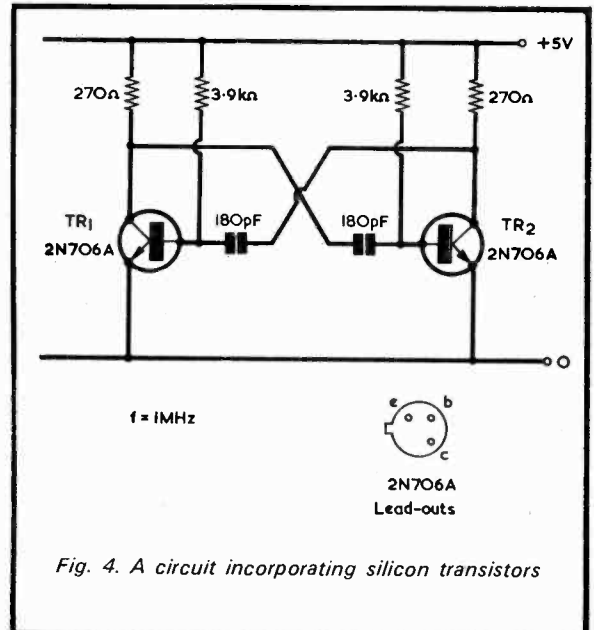 +5V
270Ω
3·9kΩ
3·9kΩ
270Ω
180pF
180pF
TR1
2N706A
TR2
2N706A
O
f = 1MHz
e
b
c
2N706A
Lead-outs
Fig. 4. A circuit incorporating silicon transistors